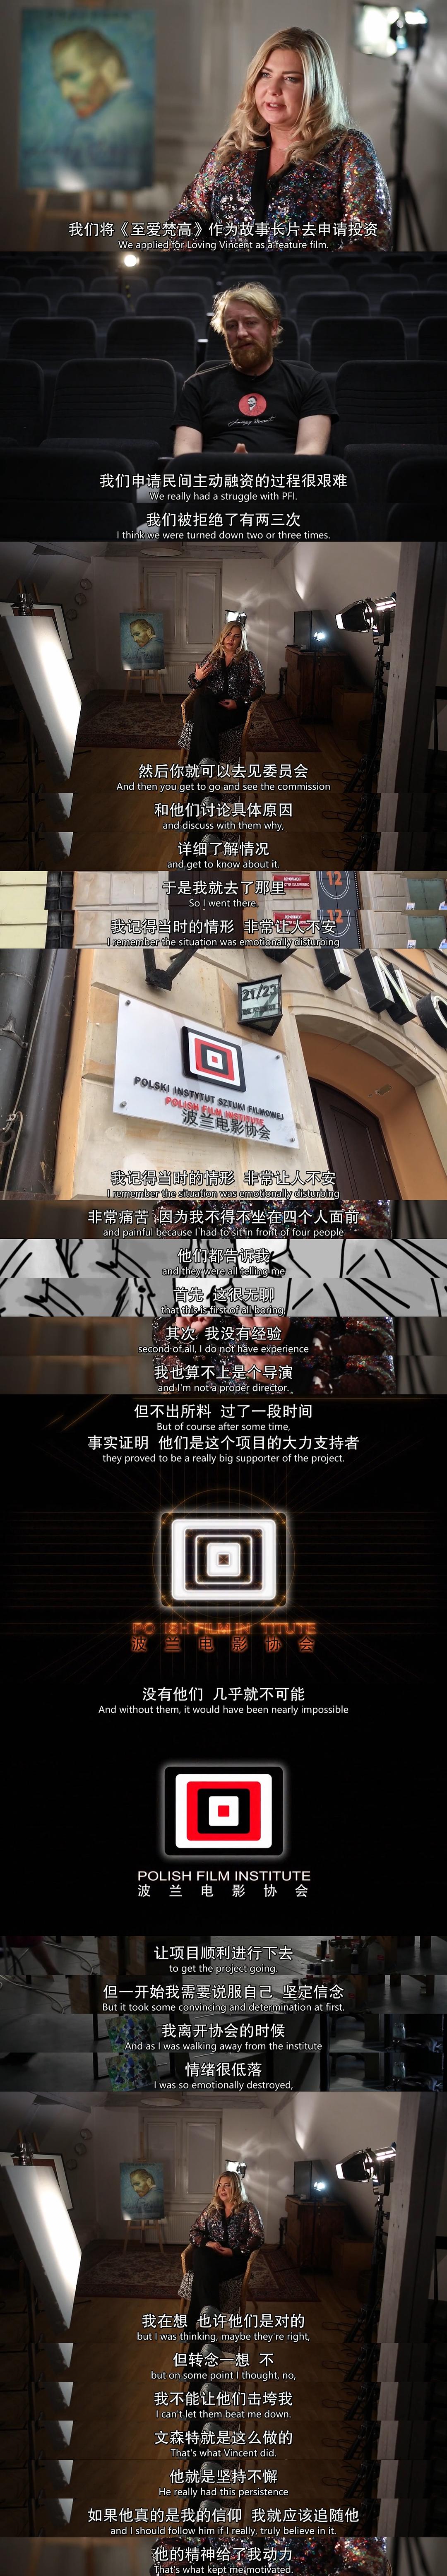 我们将《至爱梵高》作为故事长片去申请投资
We applied for Loving Vincent as a feature film.
Loving Vincent
我们申请民间主动融资的过程很艰难
We really had a struggle with PFI.
我们被拒绝了有两三次
I think we were turned down two or three times.
然后你就可以去见委员会
And then you get to go and see the commission
和他们讨论具体原因
and discuss with them why,
详细了解情况
and get to know about it.
12
于是我就去了那里
So I went there.
12
我记得当时的情形 非常让人不安
I remember the situation was emotionally disturbing
21/23
POLSKI INSTYTUT SZTUKI FILMOWEJ
POLISH FILM INSTITUTE
波兰电影协会
我记得当时的情形 非常让人不安
I remember the situation was emotionally disturbing
非常痛苦 因为我不得不坐在四个人面前
and painful because I had to sit in front of four people
他们都告诉我
and they were all telling me
首先 这很无聊
that this is first of all boring,
其次 我没有经验
second of all, I do not have experience
我也算不上是个导演
and I'm not a proper director.
但不出所料 过了一段时间
But of course after some time,
事实证明 他们是这个项目的大力支持者
they proved to be a really big supporter of the project.
PO ISH FILM IN TITUTE
波兰电影协会
没有他们 几乎就不可能
And without them, it would have been nearly impossible
POLISH FILM INSTITUTE
波兰电影协会
让项目顺利进行下去
to get the project going.
但一开始我需要说服自己 坚定信念
But it took some convincing and determination at first.
我离开协会的时候
And as I was walking away from the institute
情绪很低落
I was so emotionally destroyed,
我在想 也许他们是对的
but I was thinking, maybe they're right,
但转念一想 不
but on some point I thought, no,
我不能让他们击垮我
I can't let them beat me down.
文森特就是这么做的
That's what Vincent did.
他就是坚持不懈
He really had this persistence
如果他真的是我的信仰 我就应该追随他
and I should follow him if I really, truly believe in it.
他的精神给了我动力
That's what kept me motivated.